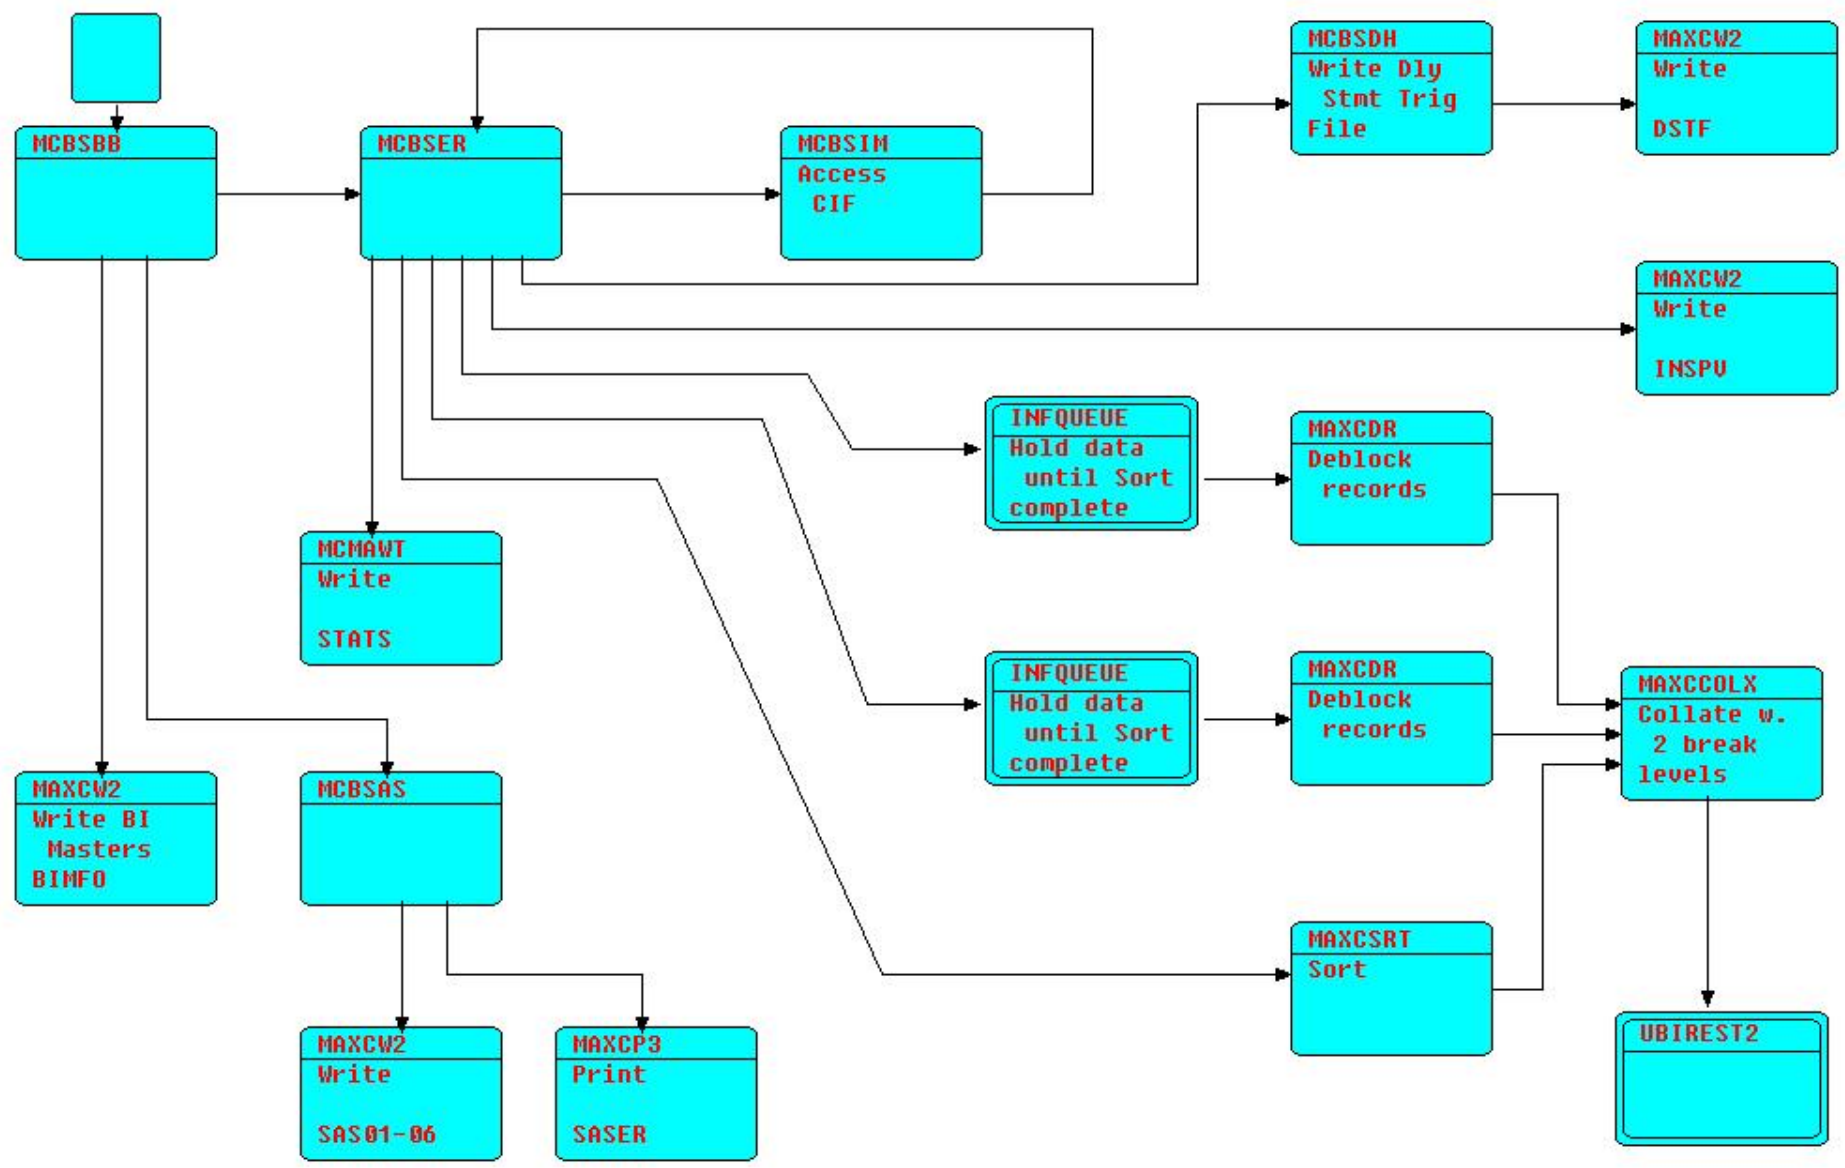 MCBSBB
MCBSER
MCBSIM
Access
CIF
MCBSDH
Write Dly
Stmt Trig
File
MAXCW2
Write
DSTF
MAXCW2
Write
INSPV
INFQUEUE
Hold data
until Sort
complete
MAXCDR
Deblock
records
MCMAWT
Write
STATS
INFQUEUE
Hold data
until Sort
complete
MAXCDR
Deblock
records
MAXCCOLX
Collate w.
2 break
levels
MAXCW2
Write BI
Masters
BIMFO
MCBSAS
MAXCSRT
Sort
MAXCW2
Write
SAS01-06
MAXCP3
Print
SASER
UBIREST2